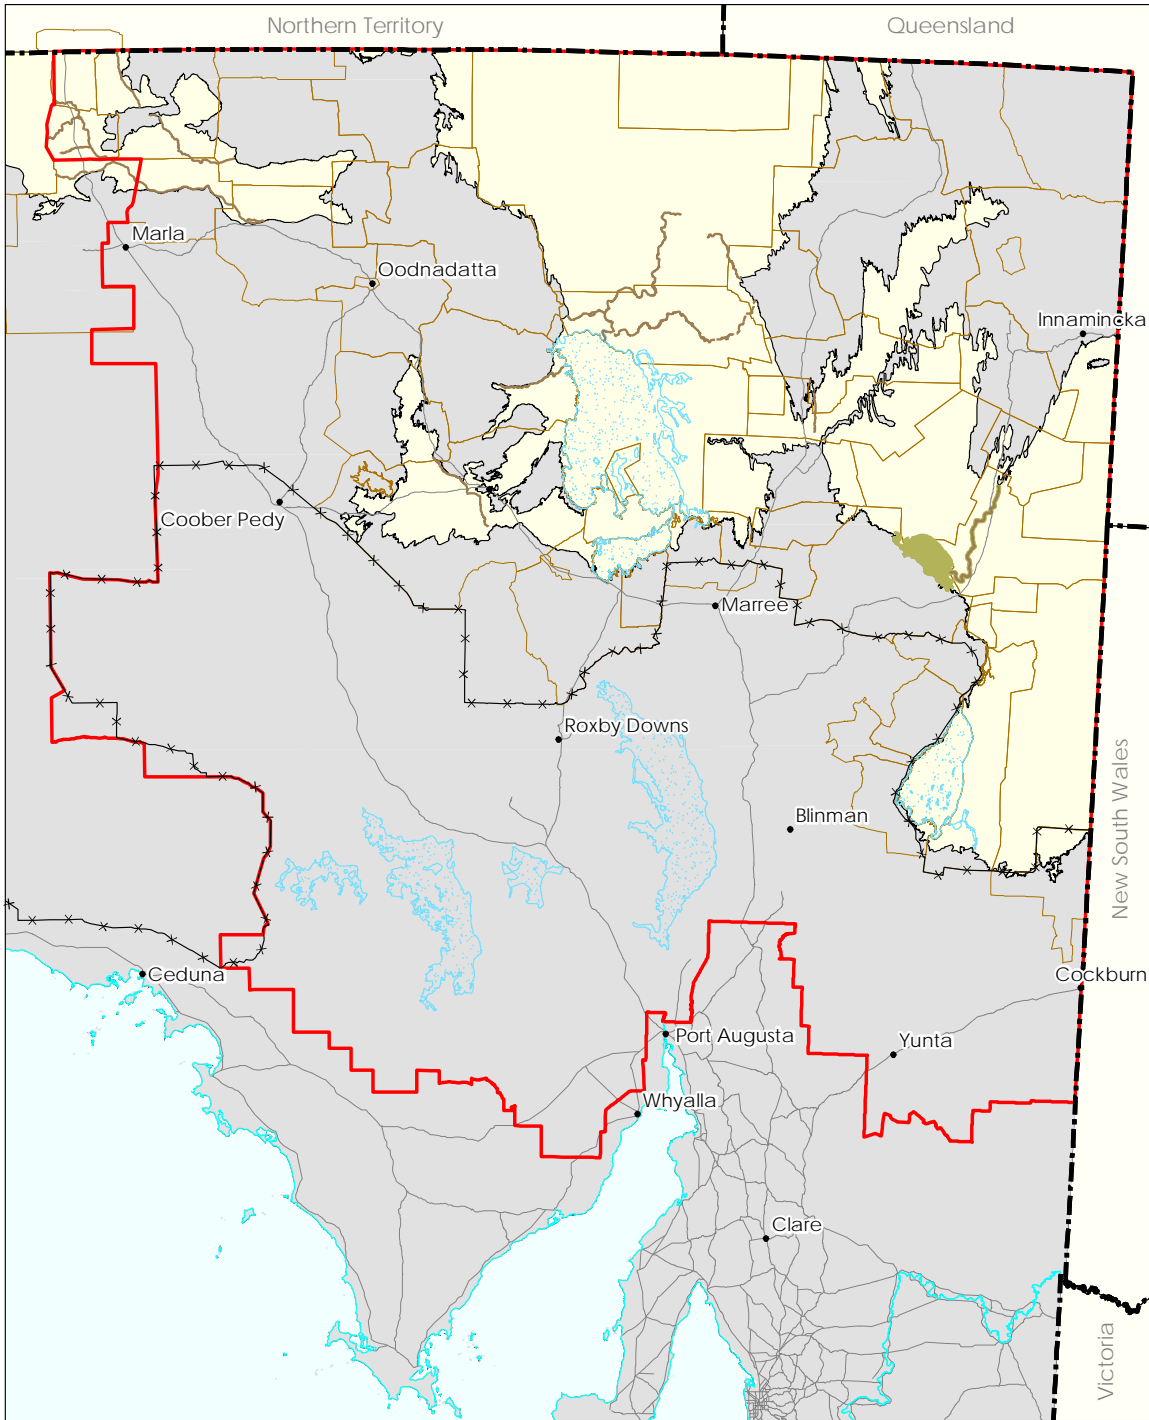 Northern Territory
Queensland
Marla
Oodnadatta
Innamincka
Coober Pedy
Marree
Roxby Downs
New South Wales
Blinman
Ceduna
Cockburn
Port Augusta
Yunta
Whyalla
Clare
Victoria